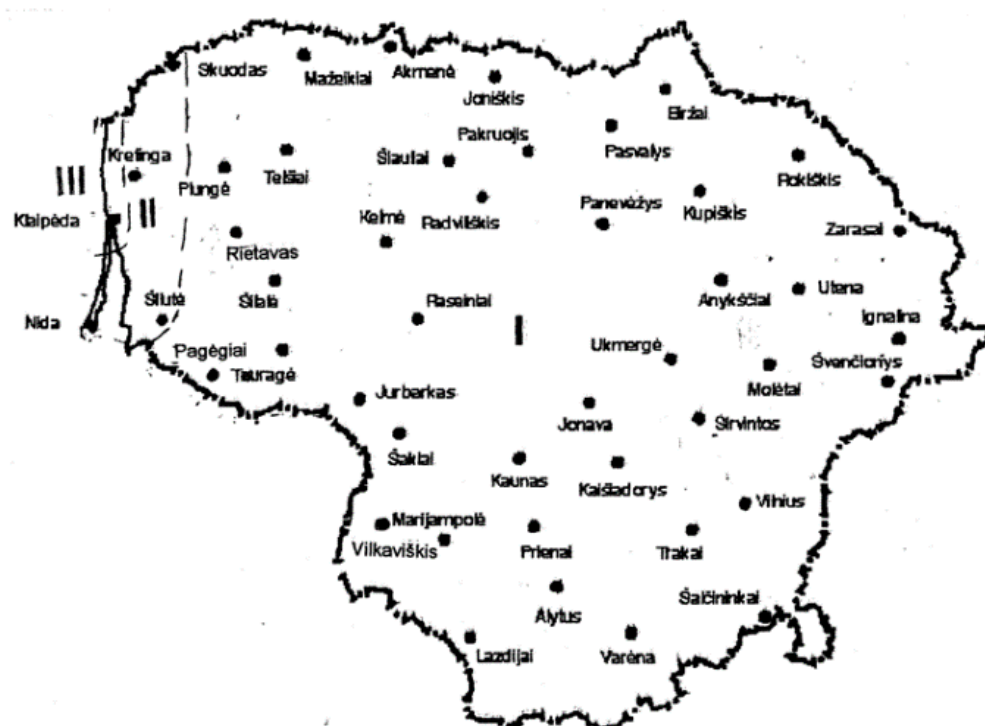 Skuodas
Mažeikiai
Akmenė
Joniškis
Biržai
Pakruojis
Pasvalys
Kretinga
Plungė
Telšiai
Šiauliai
Rokiškis
III
Klaipėda
II
Kelmė
Radviliškis
Panevėžys
Kupiškis
Zarasai
Rietavas
Šilutė
Šilalė
Raseiniai
Anykščiai
Utena
Nida
I
Ignalina
Pagėgiai
Tauragė
Ukmergė
Molėtai
Švenčionys
Jurbarkas
Jonava
Širvintos
Šakiai
Kaunas
Kaišiadorys
Vilnius
Marijampolė
Vilkaviškis
Prienai
Trakai
Alytus
Šalčininkai
Lazdijai
Varėna